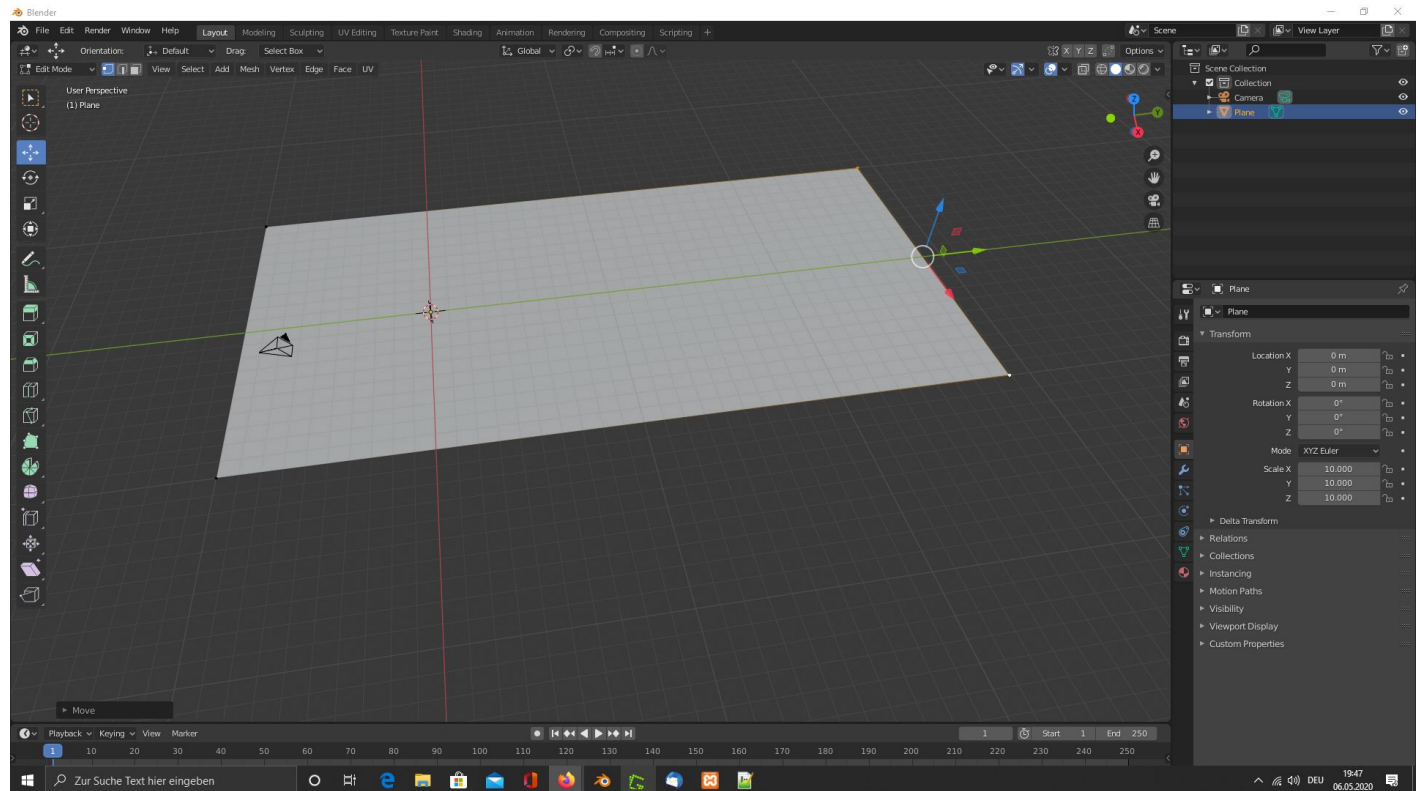 Blender
File Edit Render Window Help Layout Modeling Sculpting UV Editing Texture Paint Shading Animation Rendering Compositing Scripting + Scene View Layer
Orientation: Default Drag: Select Box Global X Y Z Options
Edit Mode View Select Add Mesh Vertex Edge Face UV
User Perspective
(1) Plane
Z
Y
X
Scene Collection
Collection
Camera
Plane
Plane
Plane
Transform
Location X 0 m
Y 0 m
Z 0 m
Rotation X 0°
Y 0°
Z 0°
Mode XYZ Euler
Scale X 10.000
Y 10.000
Z 10.000
Delta Transform
Relations
Collections
Instancing
Motion Paths
Visibility
Viewport Display
Custom Properties
Move
Playback Keying View Marker 1 Start 1 End 250
1 10 20 30 40 50 60 70 80 90 100 110 120 130 140 150 160 170 180 190 200 210 220 230 240 250
Zur Suche Text hier eingeben DEU 19:47
06.05.2020